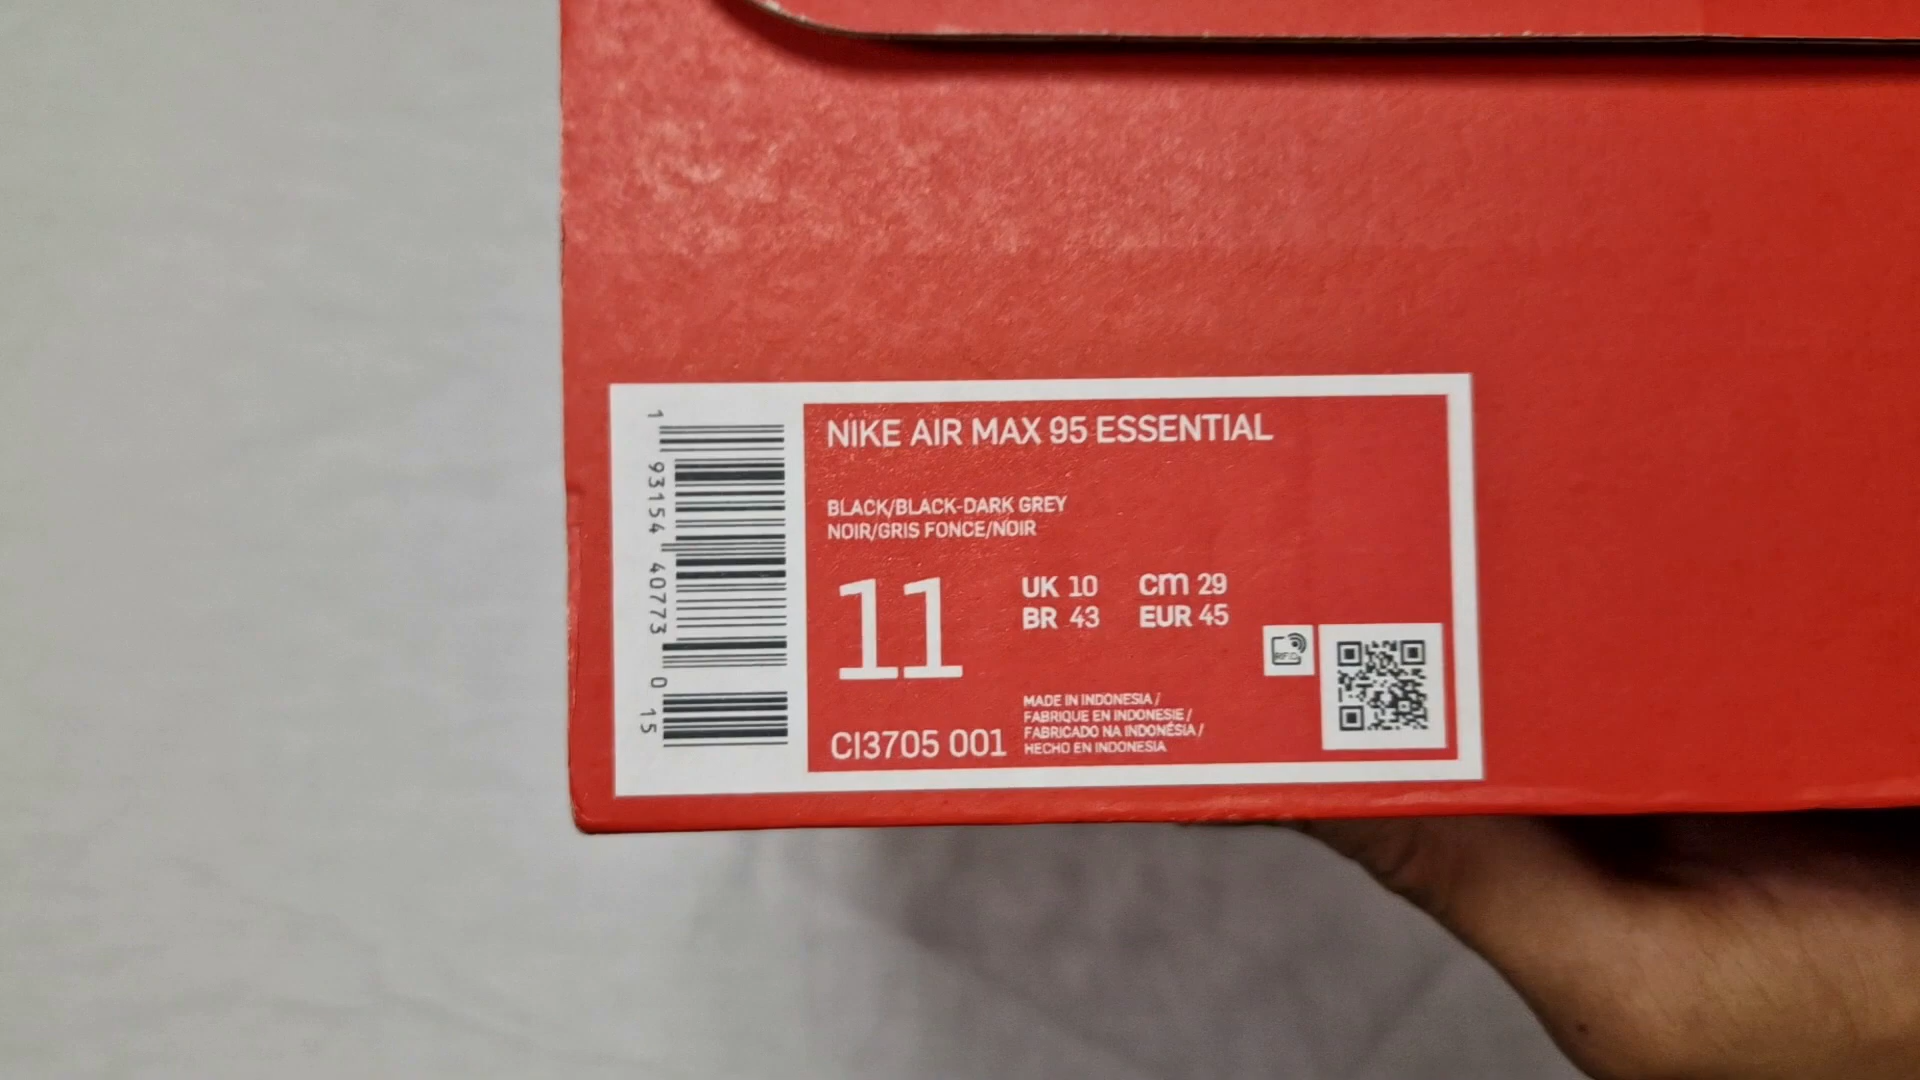 NIKE AIR MAX 95 ESSENTIAL
BLACK/BLACK-DARK GREY
NOIR/GRIS FONCE/NOIR
11
UK 10 cm 29
BR 43 EUR 45
RFID
MADE IN INDONESIA /
FABRIQUE EN INDONESIE /
FABRICADO NA INDONÉSIA /
HECHO EN INDONESIA
CI3705 001
1 93154 40773 0 15